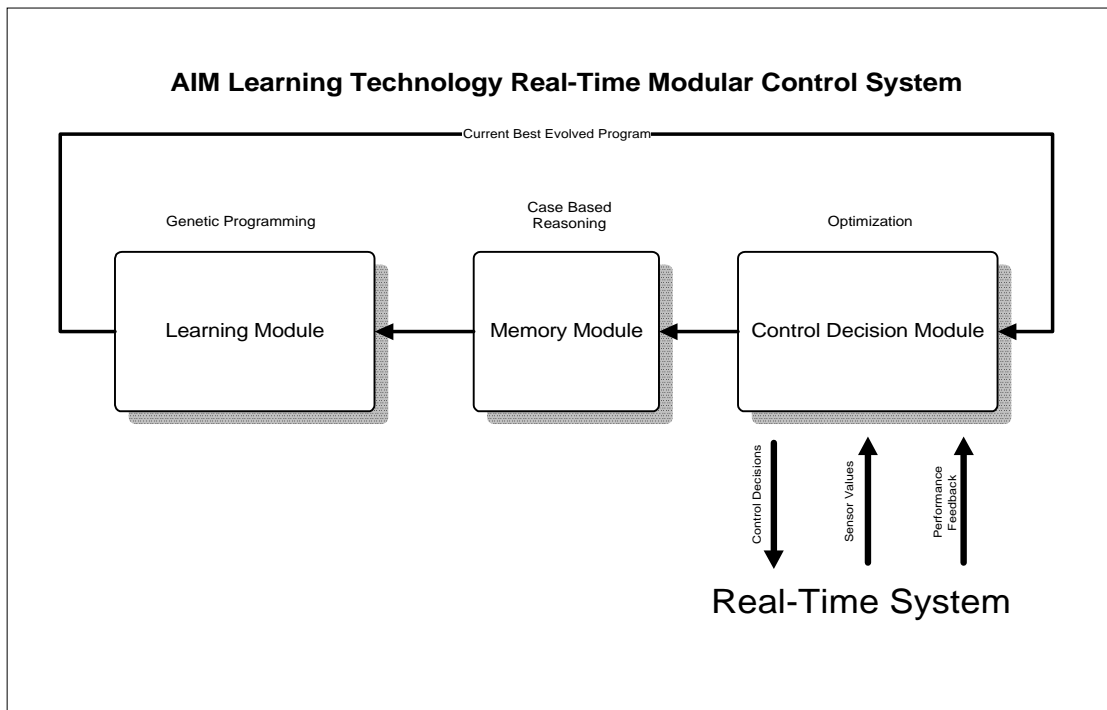 AIM Learning Technology Real-Time Modular Control System
Current Best Evolved Program
Genetic Programming
Case Based
Reasoning
Optimization
Learning Module
Memory Module
Control Decision Module
Control Decisions
Sensor Values
Performance
Feedback
Real-Time System